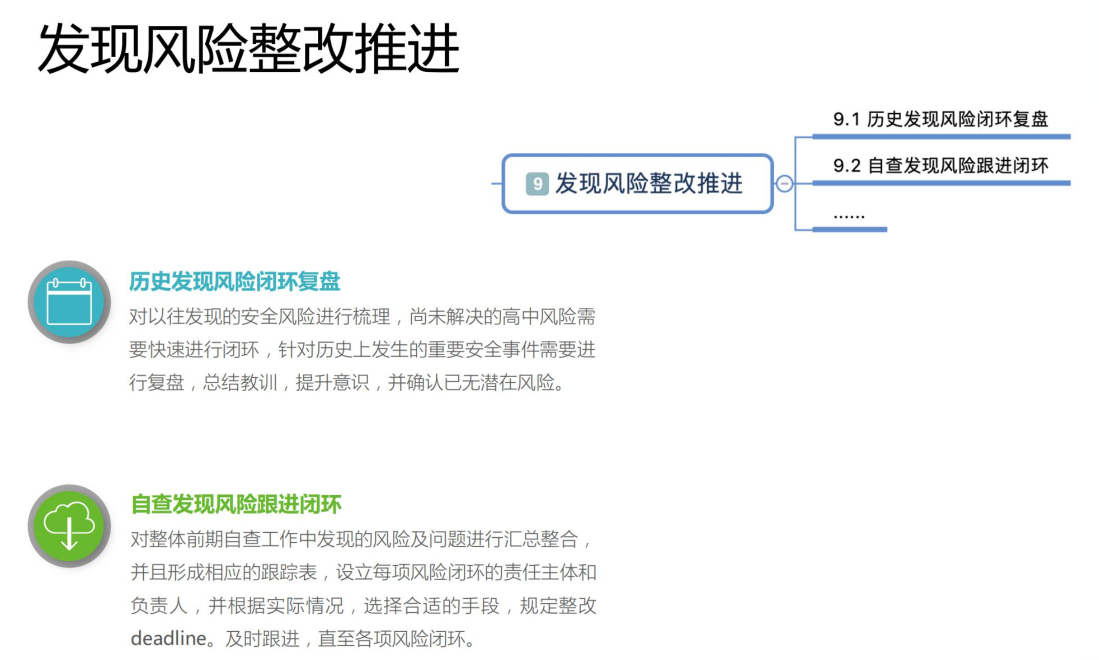 发现风险整改推进
9.1 历史发现风险闭环复盘
9 发现风险整改推进
9.2 自查发现风险跟进闭环
......
历史发现风险闭环复盘
对以往发现的安全风险进行梳理，尚未解决的高中风险需
要快速进行闭环，针对历史上发生的重要安全事件需要进
行复盘，总结教训，提升意识，并确认已无潜在风险。
自查发现风险跟进闭环
对整体前期自查工作中发现的风险及问题进行汇总整合，
并且形成相应的跟踪表，设立每项风险闭环的责任主体和
负责人，并根据实际情况，选择合适的手段，规定整改
deadline。及时跟进，直至各项风险闭环。